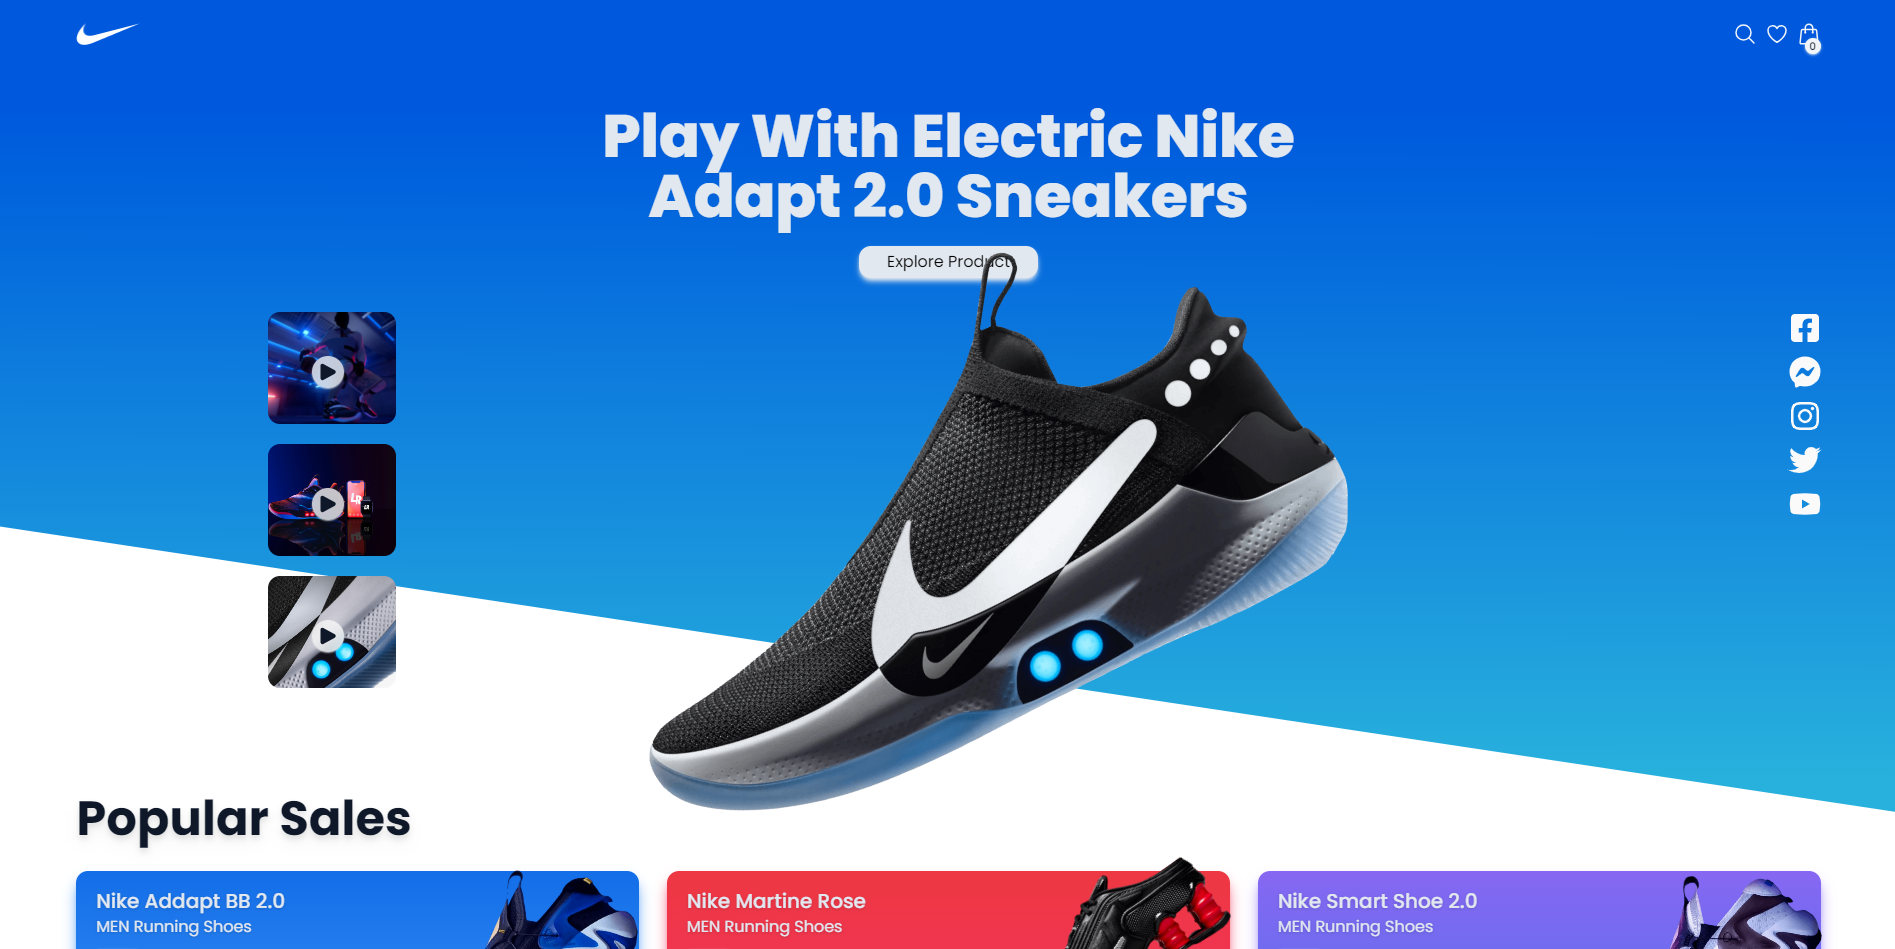 0
Play With Electric Nike
Adapt 2.0 Sneakers
Explore Product
Popular Sales
Nike Addapt BB 2.0
MEN Running Shoes
Nike Martine Rose
MEN Running Shoes
Nike Smart Shoe 2.0
MEN Running Shoes